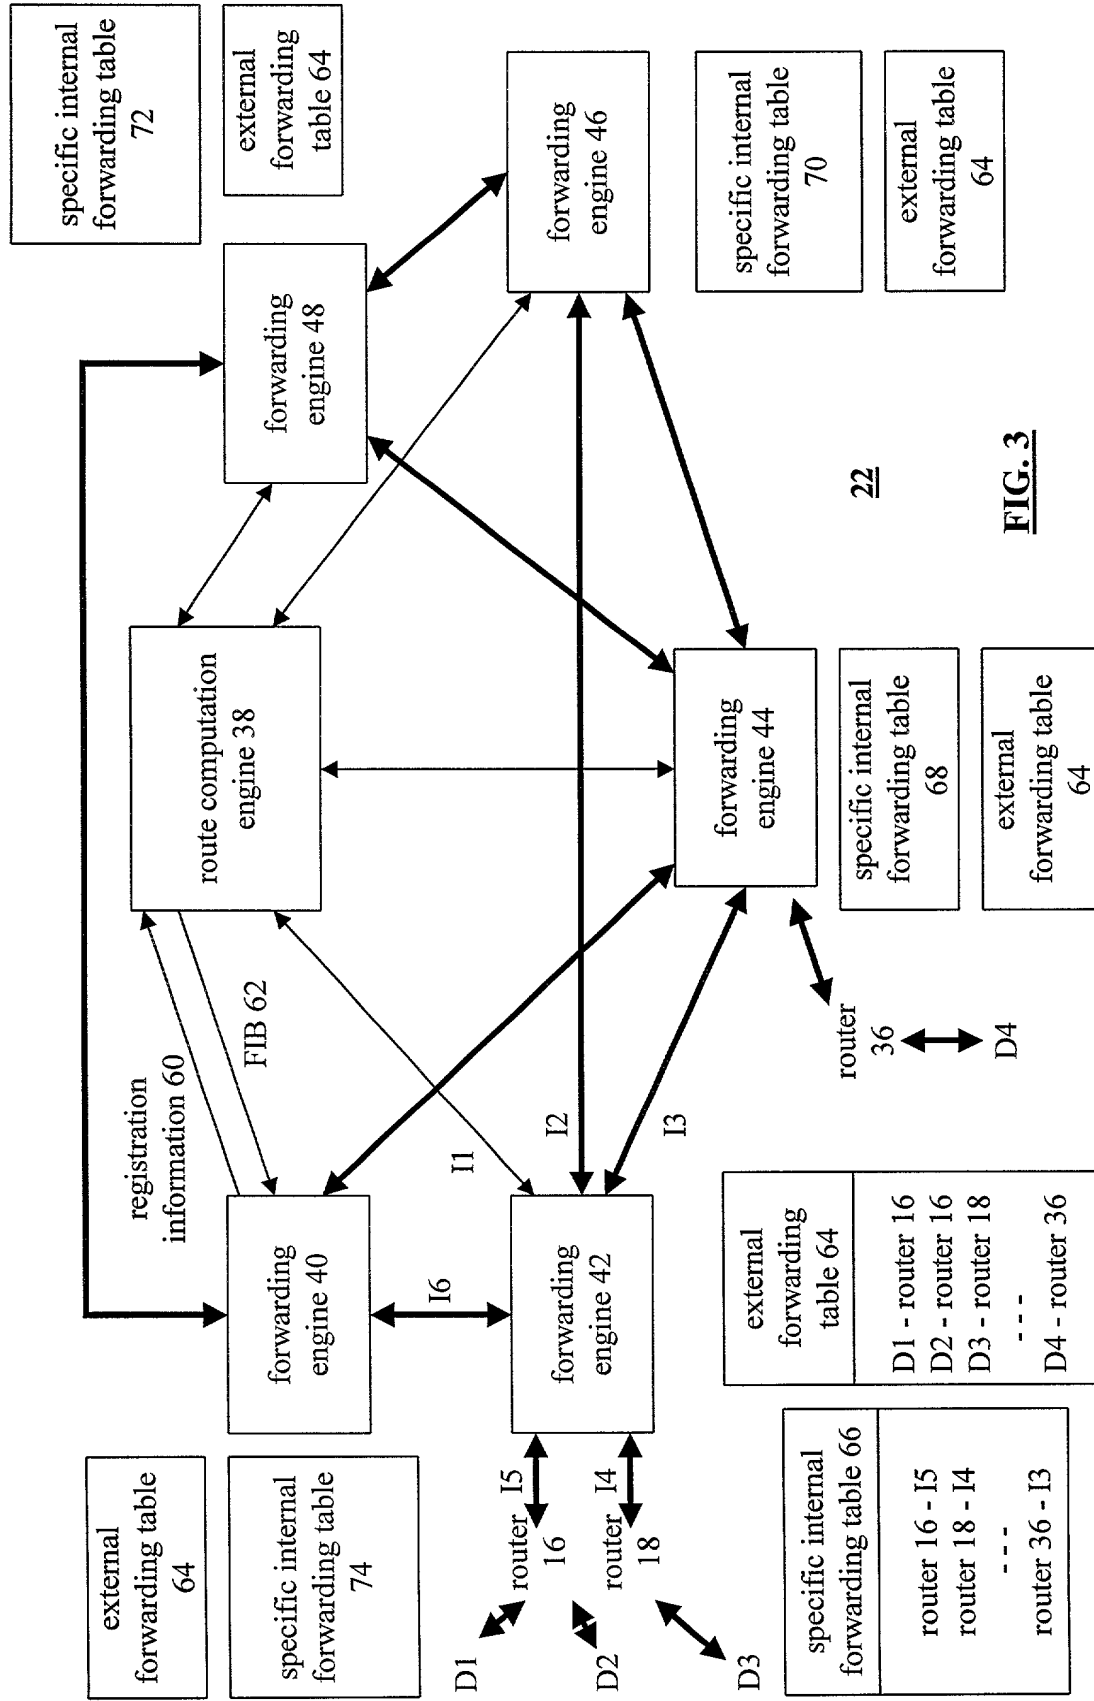 external
forwarding table
64
specific internal
forwarding table
74
registration
information 60
FIB 62
route computation
engine 38
specific internal
forwarding table
72
external
forwarding
table 64
forwarding
engine 40
forwarding
engine 48
I6
I1
I2
I3
forwarding
engine 42
forwarding
engine 46
D1
router
16
I5
D2
router
18
I4
D3
forwarding
engine 44
specific internal
forwarding table
70
external
forwarding table
64
specific internal
forwarding table 66
router 16 - I5
router 18 - I4
- - -
router 36 - I3
external
forwarding
table 64
D1 - router 16
D2 - router 16
D3 - router 18
- - -
D4 - router 36
router
36
D4
specific internal
forwarding table
68
external
forwarding table
64
22
FIG. 3